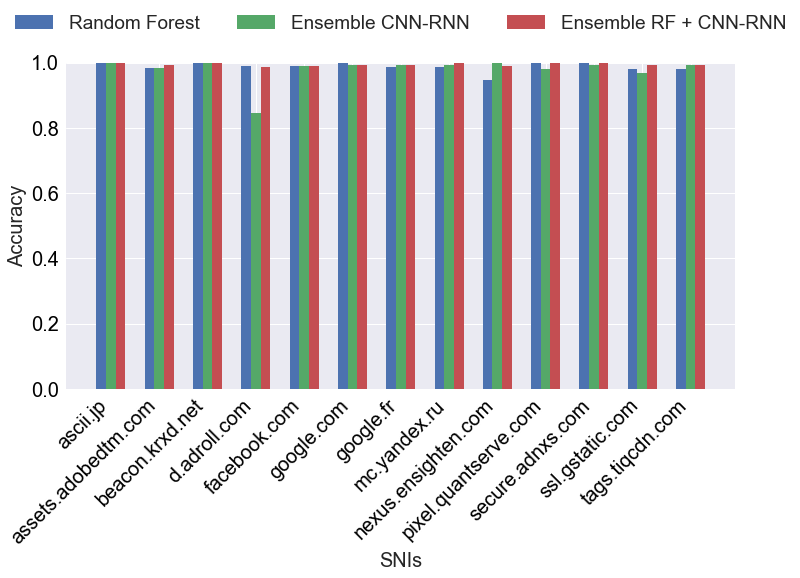 Random Forest Ensemble CNN-RNN Ensemble RF + CNN-RNN
1.0
0.8
0.6
0.4
0.2
0.0
Accuracy
ascii.jp
assets.adobedtm.com
beacon.krxd.net
d.adroll.com
facebook.com
google.com
google.fr
mc.yandex.ru
nexus.ensighten.com
pixel.quantserve.com
secure.adnxs.com
ssl.gstatic.com
tags.tiqcdn.com
SNIs